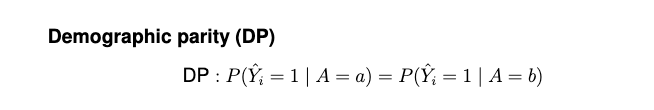 Demographic parity (DP)
DP : P(Ŷᵢ = 1 | A = a) = P(Ŷᵢ = 1 | A = b)